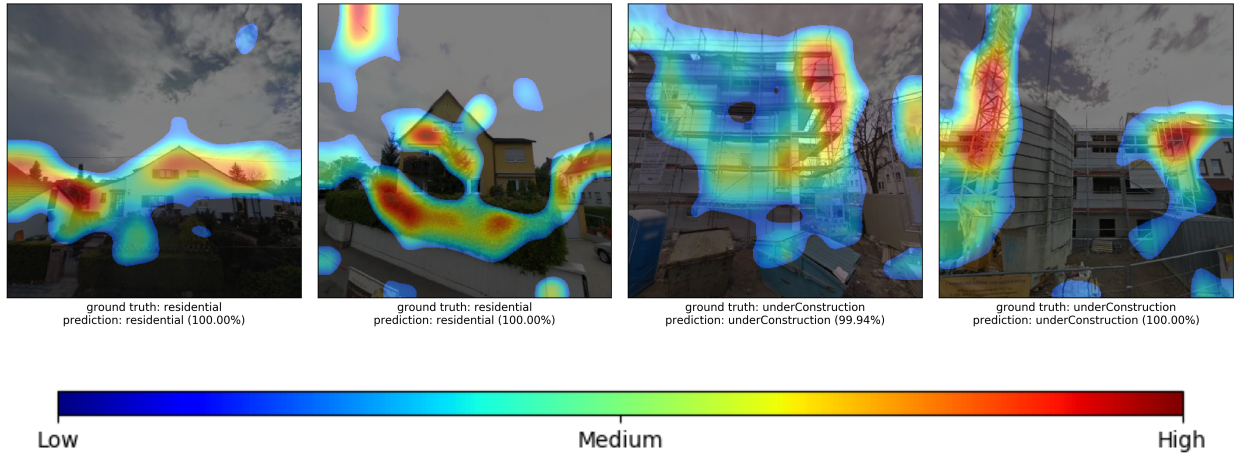 ground truth: residential
prediction: residential (100.00%)
ground truth: residential
prediction: residential (100.00%)
ground truth: underConstruction
prediction: underConstruction (99.94%)
ground truth: underConstruction
prediction: underConstruction (100.00%)
Low
Medium
High